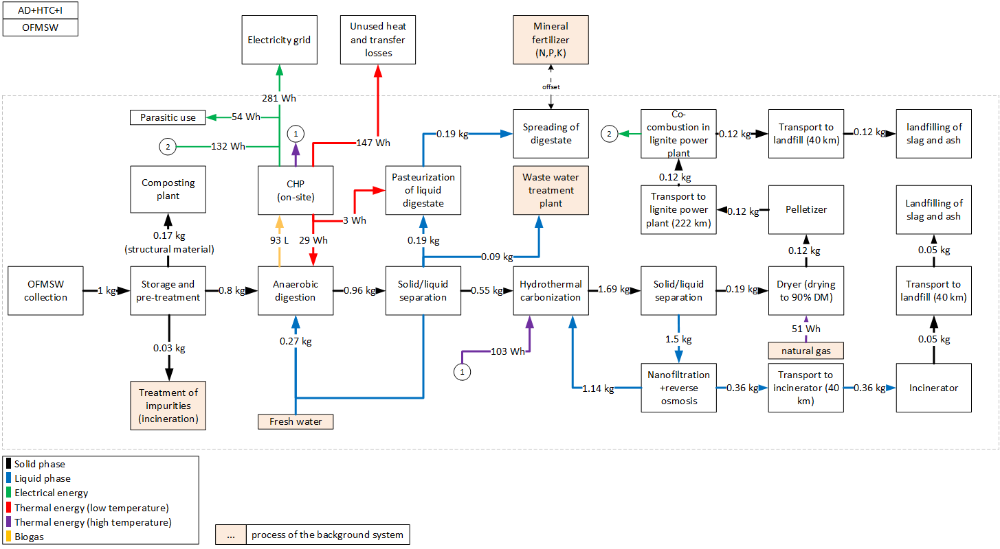 AD+HTC+I
OFMSW
Electricity grid
Unused heat
and transfer
losses
Mineral
fertilizer
(N,P,K)
offset
281 Wh
Parasitic use
54 Wh
1
2
132 Wh
147 Wh
0.19 kg
Spreading of
digestate
2
Co-
combustion in
lignite power
plant
0.12 kg
Transport to
landfill (40 km)
0.12 kg
landfilling of
slag and ash
Composting
plant
CHP
(on-site)
Pasteurization
of liquid
digestate
Waste water
treatment
plant
0.12 kg
Transport to
lignite power
plant (222 km)
0.12 kg
Pelletizer
Landfilling of
slag and ash
3 Wh
0.17 kg
(structural material)
93 L
29 Wh
0.19 kg
0.09 kg
0.12 kg
0.05 kg
OFMSW
collection
1 kg
Storage and
pre-treatment
0.8 kg
Anaerobic
digestion
0.96 kg
Solid/liquid
separation
0.55 kg
Hydrothermal
carbonization
1.69 kg
Solid/liquid
separation
0.19 kg
Dryer (drying
to 90% DM)
Transport to
landfill (40 km)
0.03 kg
0.27 kg
103 Wh
1
1.5 kg
51 Wh
natural gas
0.05 kg
Treatment of
impurities
(incineration)
Fresh water
1.14 kg
Nanofiltration
+reverse
osmosis
0.36 kg
Transport to
incinerator (40
km)
0.36 kg
Incinerator
Solid phase
Liquid phase
Electrical energy
Thermal energy (low temperature)
Thermal energy (high temperature)
Biogas
...
process of the background system